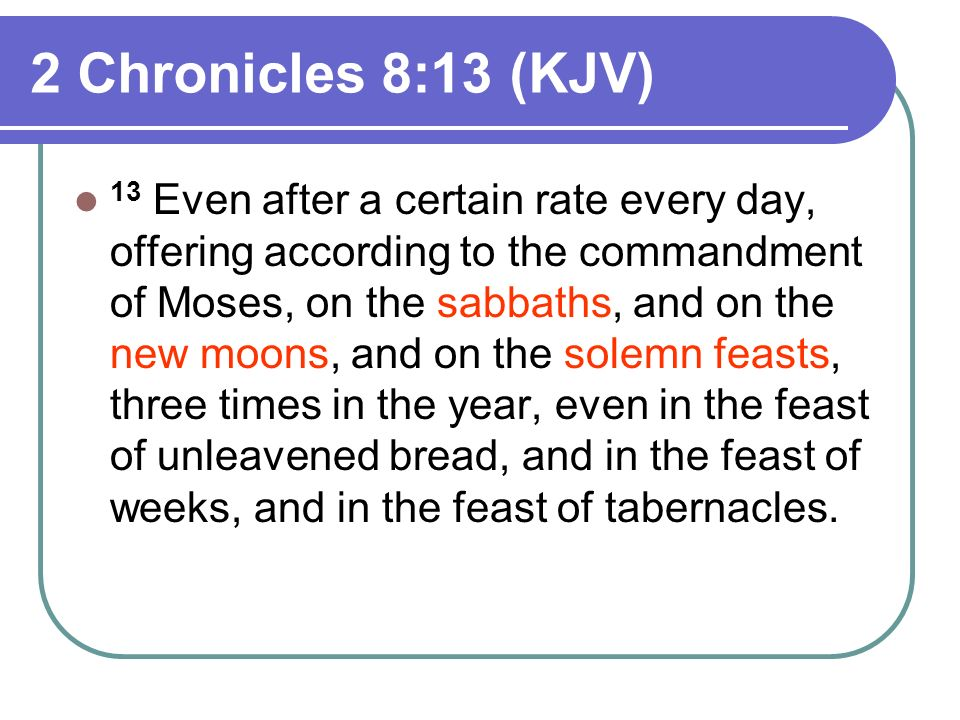 2 Chronicles 8:13 (KJV)
● 13 Even after a certain rate every day,
offering according to the commandment
of Moses, on the sabbaths, and on the
new moons, and on the solemn feasts,
three times in the year, even in the feast
of unleavened bread, and in the feast of
weeks, and in the feast of tabernacles.